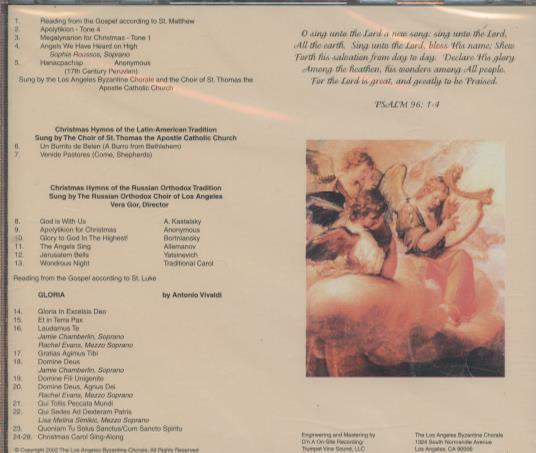 1. Reading from the Gospel according to St. Matthew
2. Apolytikion - Tone 4
3. Megalynarion for Christmas - Tone 1
4. Angels We Have Heard on High
Sophia Roussos, Soprano
5. Hanacpachap Anonymous
(17th Century Peruvian)
Sung by the Los Angeles Byzantine Chorale and the Choir of St. Thomas the
Apostle Catholic Church
Christmas Hymns of the Latin-American Tradition
Sung by The Choir of St. Thomas the Apostle Catholic Church
6. Un Burrito de Belen (A Burro from Bethlehem)
7. Venide Pastores (Come, Shepherds)
Christmas Hymns of the Russian Orthodox Tradition
Sung by the Russian Orthodox Choir of Los Angeles
Vera Gor, Director
8. God is With Us A. Kastalsky
9. Apolytikion for Christmas Anonymous
10. Glory to God In The Highest! Bortniansky
11. The Angels Sing Allemanov
12. Jerusalem Bells Yatsinevich
13. Wondrous Night Traditional Carol
Reading from the Gospel according to St. Luke
GLORIA by Antonio Vivaldi
14. Gloria In Excelsis Deo
15. Et in Terra Pax
16. Laudamus Te
Jamie Chamberlin, Soprano
Rachel Evans, Mezzo Soprano
17. Gratias Agimus Tibi
18. Domine Deus
Jamie Chamberlin, Soprano
19. Domine Fili Unigenite
20. Domine Deus, Agnus Dei
Rachel Evans, Mezzo Soprano
21. Qui Tollis Peccata Mundi
22. Qui Sedes Ad Dexteram Patris
Lisa Melina Simikic, Mezzo Soprano
23. Quoniam Tu Solus Sanctus/Cum Sancto Spiritu
24-28. Christmas Carol Sing-Along
© Copyright 2002 The Los Angeles Byzantine Chorale, All Rights Reserved
O sing unto the Lord a new song: sing unto the Lord,
All the earth. Sing unto the Lord, bless His name; Shew
Forth his salvation from day to day. Declare His glory
Among the heathen, his wonders among All people.
For the Lord is great, and greatly to be Praised.
PSALM 96: 1-4
Engineering and Mastering by
D'n A On-Site Recording:
Trumpet Vine Sound, LLC
The Los Angeles Byzantine Chorale
1324 South Normandie Avenue
Los Angeles, CA 90006